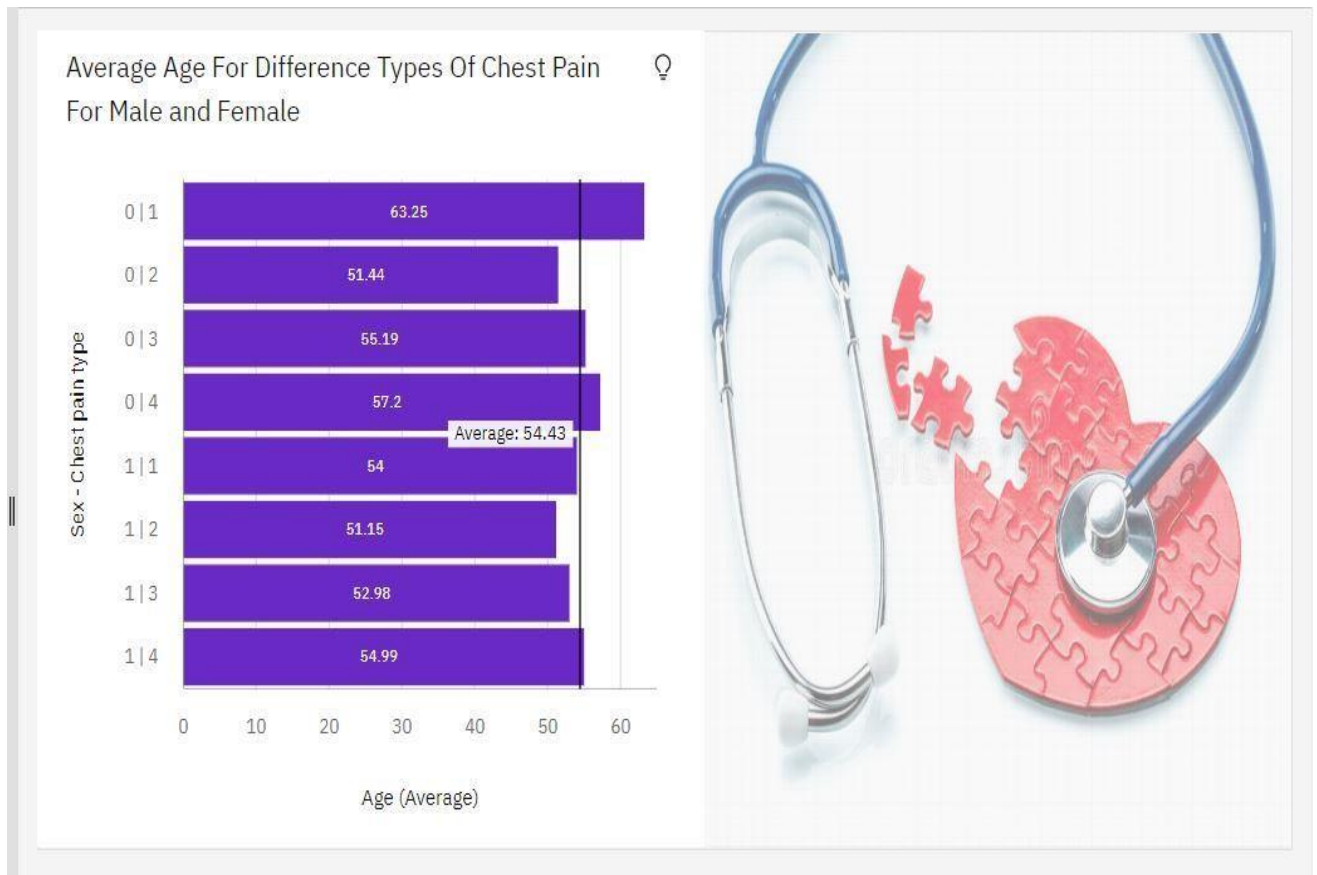 Average Age For Difference Types Of Chest Pain
For Male and Female
Sex - Chest pain type
0|1
63.25
0|2
51.44
0|3
55.19
0|4
57.2
Average: 54.43
1|1
54
1|2
51.15
1|3
52.98
1|4
54.99
0 10 20 30 40 50 60
Age (Average)